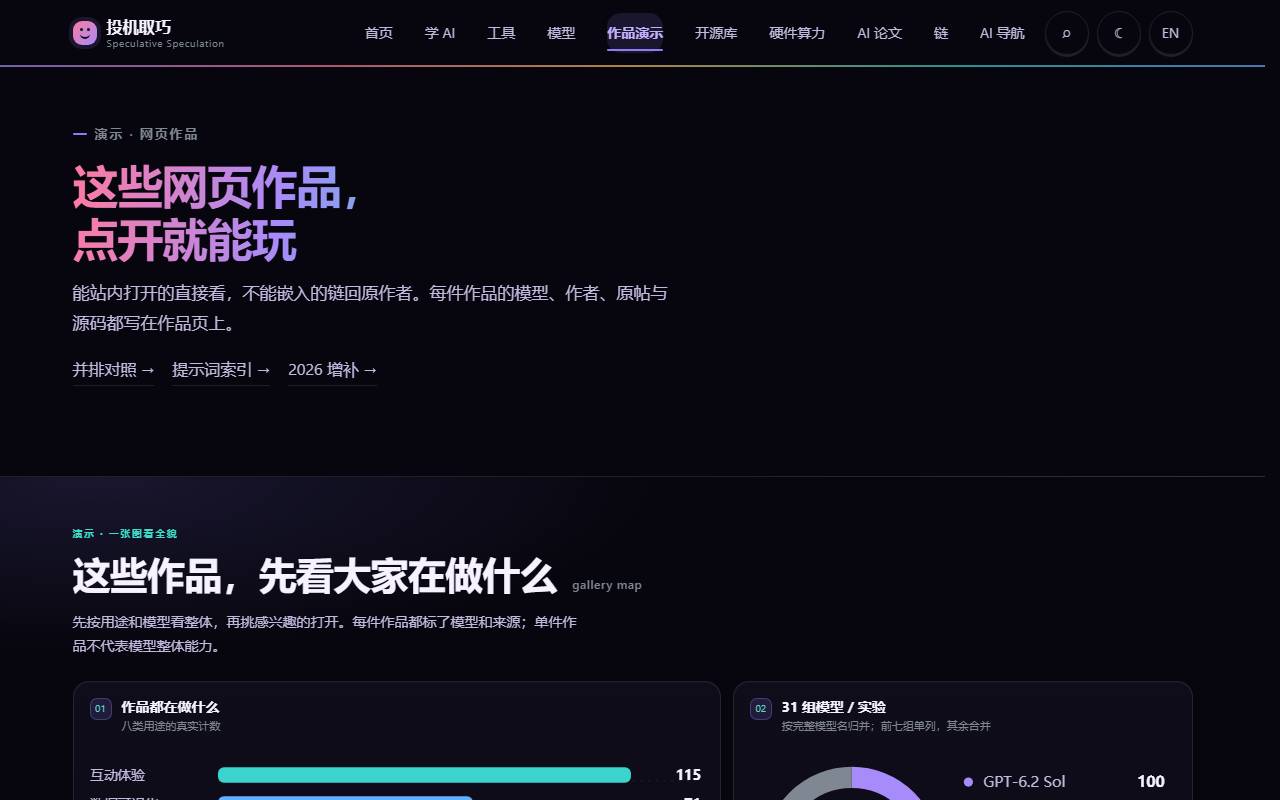 投机取巧
Speculative Speculation
首页 学 AI 工具 模型 作品演示 开源库 硬件算力 AI 论文 链 AI 导航 EN
演示 · 网页作品
这些网页作品，
点开就能玩
能站内打开的直接看，不能嵌入的链回原作者。每件作品的模型、作者、原帖与
源码都写在作品页上。
并排对照 → 提示词索引 → 2026 增补 →
演示 · 一张图看全貌
这些作品，先看大家在做什么 gallery map
先按用途和模型看整体，再挑感兴趣的打开。每件作品都标了模型和来源；单件作
品不代表模型整体能力。
01 作品都在做什么
八类用途的真实计数
互动体验 115
02 31 组模型 / 实验
按完整模型名归并；前七组单列，其余合并
GPT-6.2 Sol 100